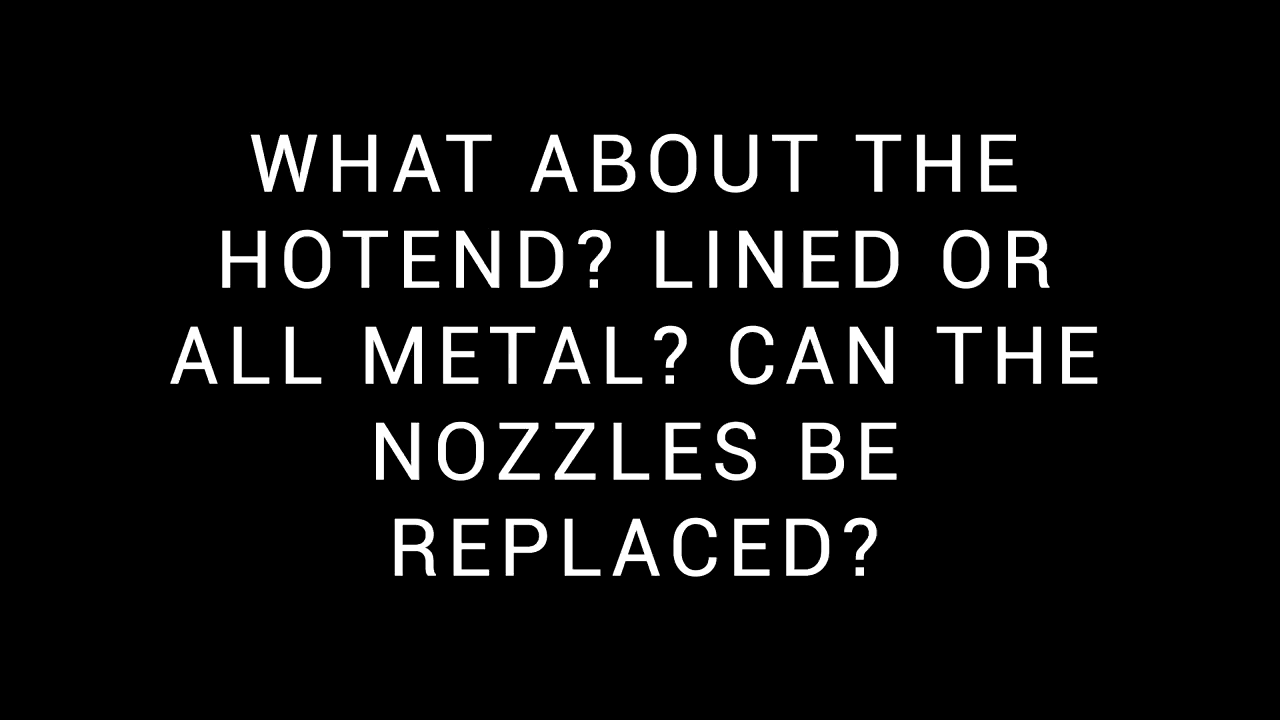 WHAT ABOUT THE
HOTEND? LINED OR
ALL METAL? CAN THE
NOZZLES BE
REPLACED?